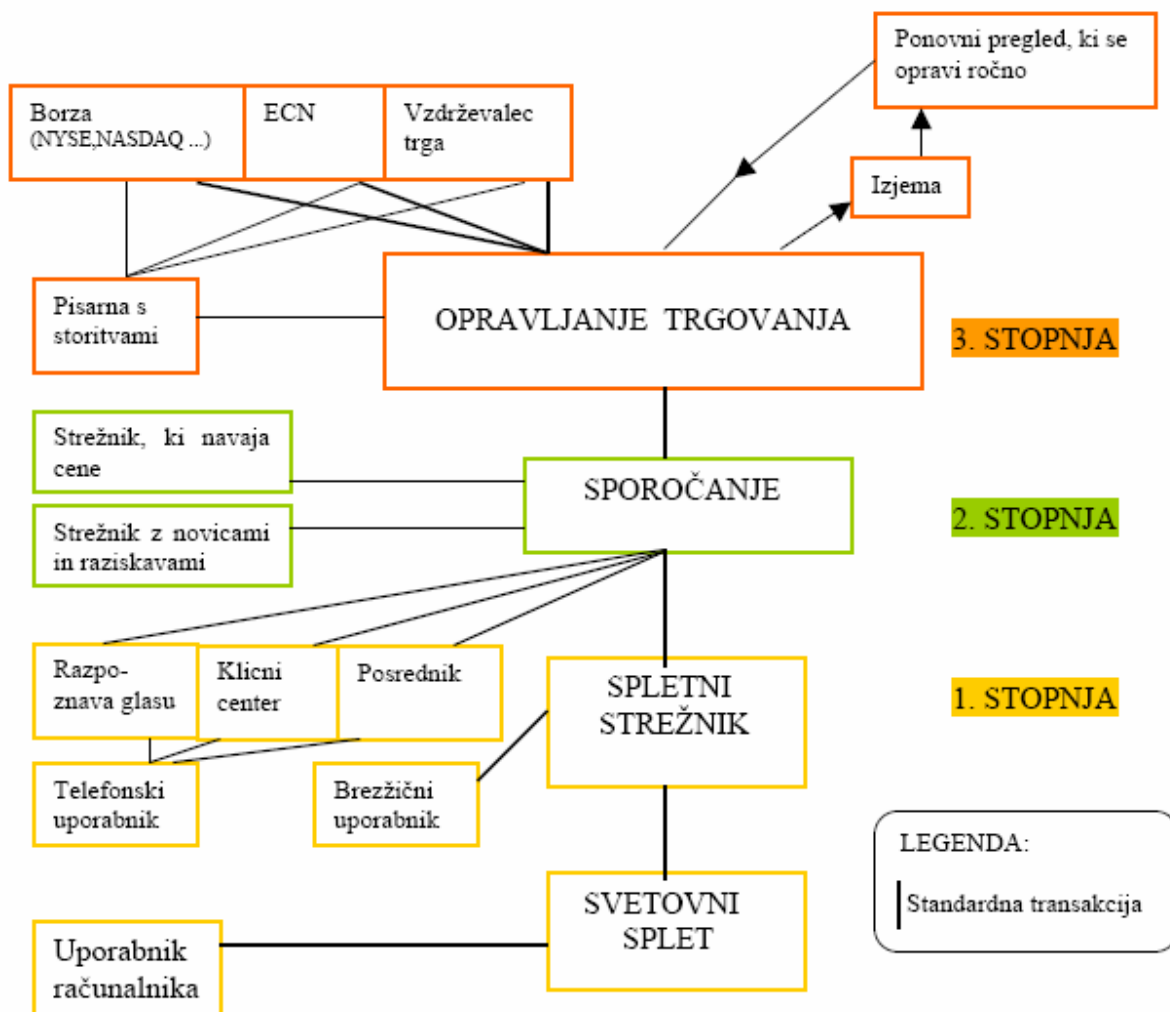 Ponovni pregled, ki se
opravi ročno
Borza
(NYSE,NASDAQ ...)
ECN
Vzdrževalec
trga
Izjema
Pisarna s
storitvami
OPRAVLJANJE TRGOVANJA
3. STOPNJA
Strežnik, ki navaja
cene
SPOROČANJE
2. STOPNJA
Strežnik z novicami
in raziskavami
Razpo-
znava glasu
Klicni
center
Posrednik
SPLETNI
STREŽNIK
1. STOPNJA
Telefonski
uporabnik
Brezžični
uporabnik
LEGENDA:
Standardna transakcija
SVETOVNI
SPLET
Uporabnik
računalnika